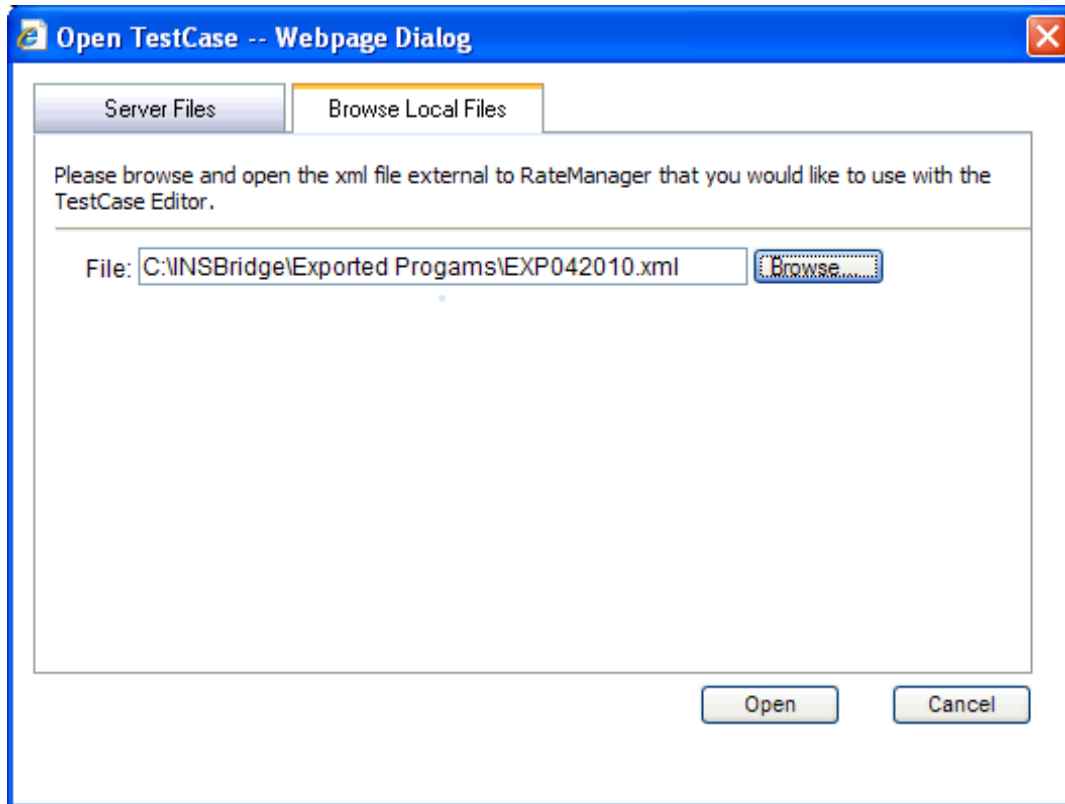 Open TestCase -- Webpage Dialog
Server Files
Browse Local Files
Please browse and open the xml file external to RateManager that you would like to use with the
TestCase Editor.
File: C:\INSBridge\Exported Progams\EXP042010.xml Browse.....
Open Cancel